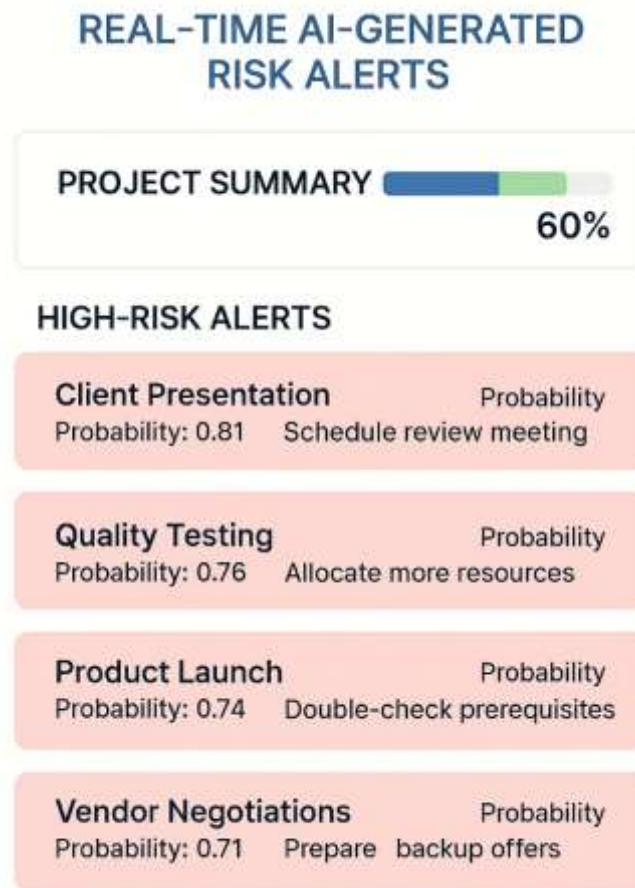 REAL-TIME AI-GENERATED
RISK ALERTS
PROJECT SUMMARY
60%
HIGH-RISK ALERTS
Client Presentation Probability
Probability: 0.81 Schedule review meeting
Quality Testing Probability
Probability: 0.76 Allocate more resources
Product Launch Probability
Probability: 0.74 Double-check prerequisites
Vendor Negotiations Probability
Probability: 0.71 Prepare backup offers